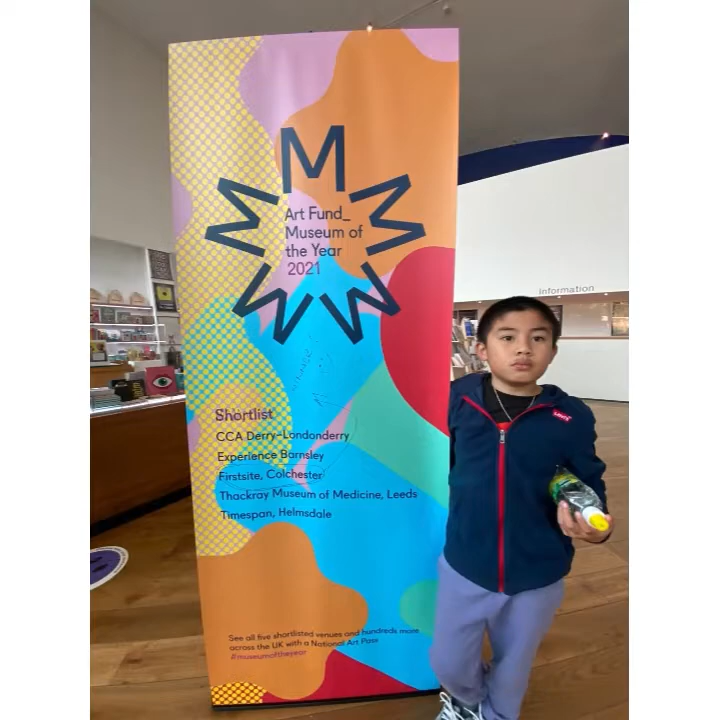 M
M
M
M
M
M
M
Art Fund_
Museum of
the Year
2021
Information
Levi's
Shortlist
CCA Derry~Londonderry
Experience Barnsley
Firstsite, Colchester
Thackray Museum of Medicine, Leeds
Timespan, Helmsdale
See all five shortlisted venues and hundreds more
across the UK with a National Art Pass
#museumoftheyear